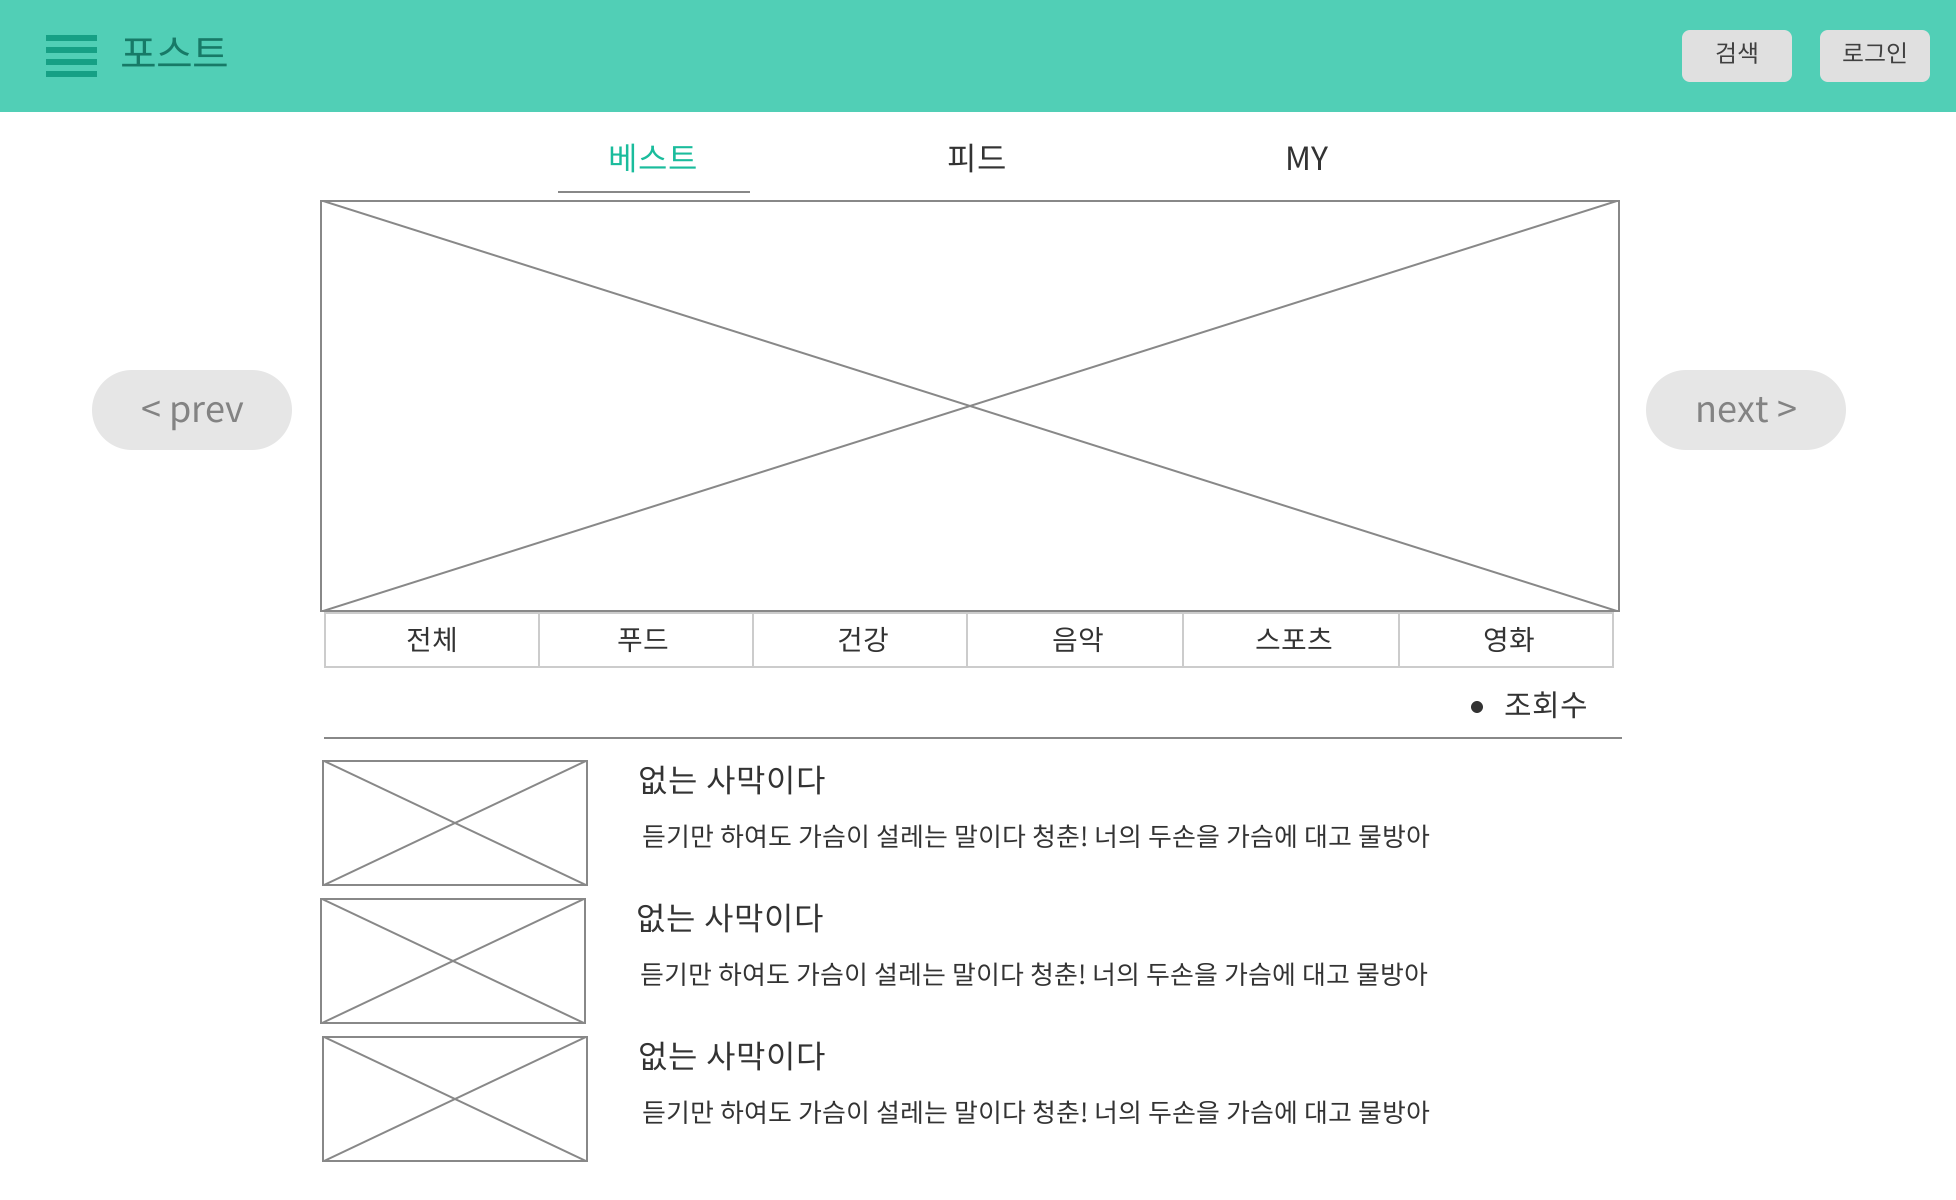 포스트
검색
로그인
베스트
피드
MY
< prev
next >
전체
푸드
건강
음악
스포츠
영화
● 조회수
없는 사막이다
듣기만 하여도 가슴이 설레는 말이다 청춘! 너의 두손을 가슴에 대고 물방아
없는 사막이다
듣기만 하여도 가슴이 설레는 말이다 청춘! 너의 두손을 가슴에 대고 물방아
없는 사막이다
듣기만 하여도 가슴이 설레는 말이다 청춘! 너의 두손을 가슴에 대고 물방아